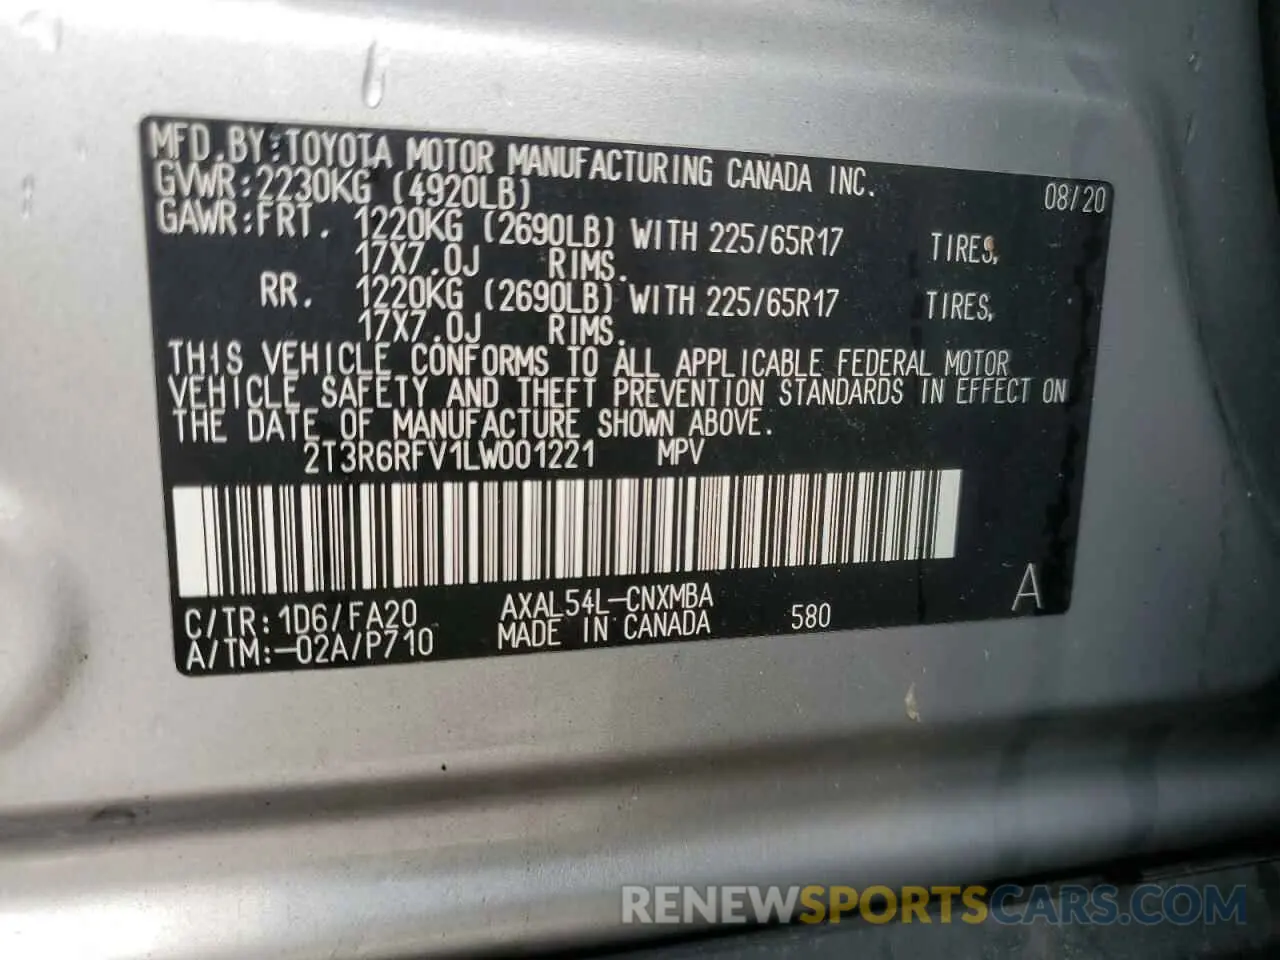 MFD.BY:TOYOTA MOTOR MANUFACTURING CANADA INC. 08/20
GVWR:2230KG (4920LB)
GAWR:FRT. 1220KG (2690LB) WITH 225/65R17 TIRES,
17X7.0J RIMS.
RR. 1220KG (2690LB) WITH 225/65R17 TIRES,
17X7.0J RIMS.
THIS VEHICLE CONFORMS TO ALL APPLICABLE FEDERAL MOTOR
VEHICLE SAFETY AND THEFT PREVENTION STANDARDS IN EFFECT ON
THE DATE OF MANUFACTURE SHOWN ABOVE.
2T3R6RFV1LW001221 MPV
C/TR:1D6/FA20 AXAL54L-CNXMBA 580 A
A/TM:-02A/P710 MADE IN CANADA
RENEWSPORTSCARS.COM